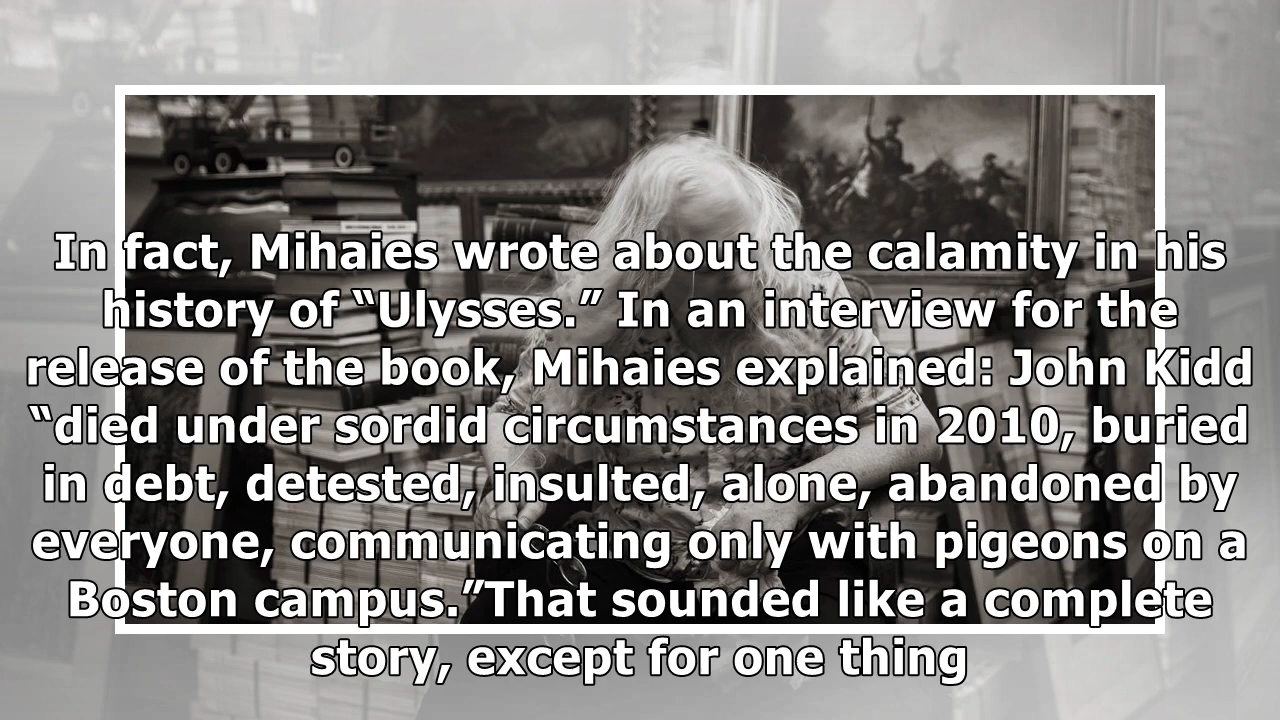 In fact, Mihaies wrote about the calamity in his
history of “Ulysses.” In an interview for the
release of the book, Mihaies explained: John Kidd
“died under sordid circumstances in 2010, buried
in debt, detested, insulted, alone, abandoned by
everyone, communicating only with pigeons on a
Boston campus.”That sounded like a complete
story, except for one thing